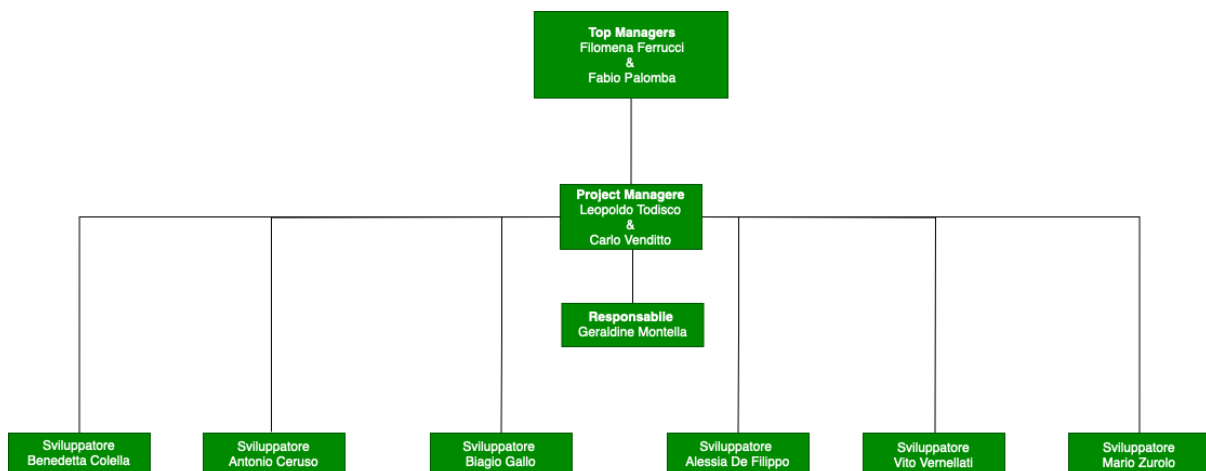 Top Managers
Filomena Ferrucci
&
Fabio Palomba
Project Managere
Leopoldo Todisco
&
Carlo Venditto
Responsabile
Geraldine Montella
Sviluppatore
Benedetta Colella
Sviluppatore
Antonio Ceruso
Sviluppatore
Biagio Gallo
Sviluppatore
Alessia De Filippo
Sviluppatore
Vito Vernellati
Sviluppatore
Mario Zurolo